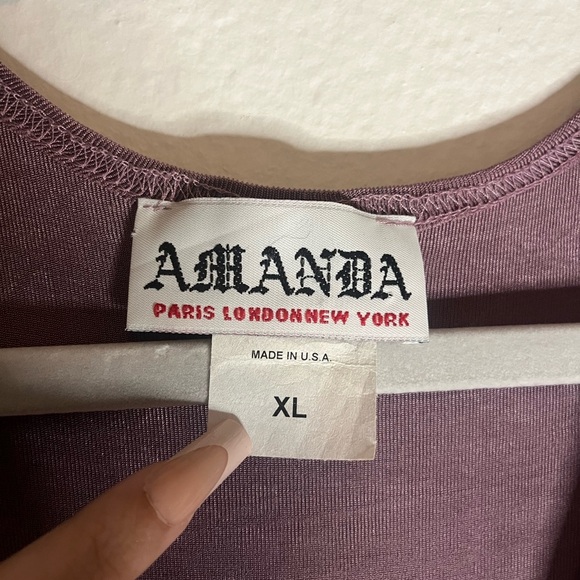 AMANDA
PARIS LONDONNEW YORK
MADE IN U.S.A.
XL